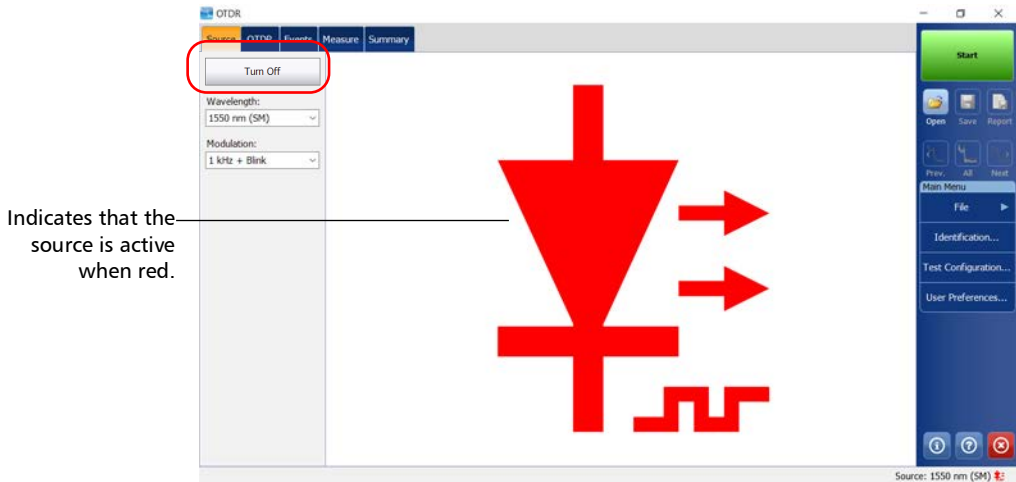 OTDR
Source OTDR Events Measure Summary
Turn Off
Wavelength:
1550 nm (SM)
Modulation:
1 kHz + Blink
Indicates that the
source is active
when red.
Start
Open Save Report
Prev. All Next
Main Menu
File
Identification...
Test Configuration...
User Preferences...
Source: 1550 nm (SM)